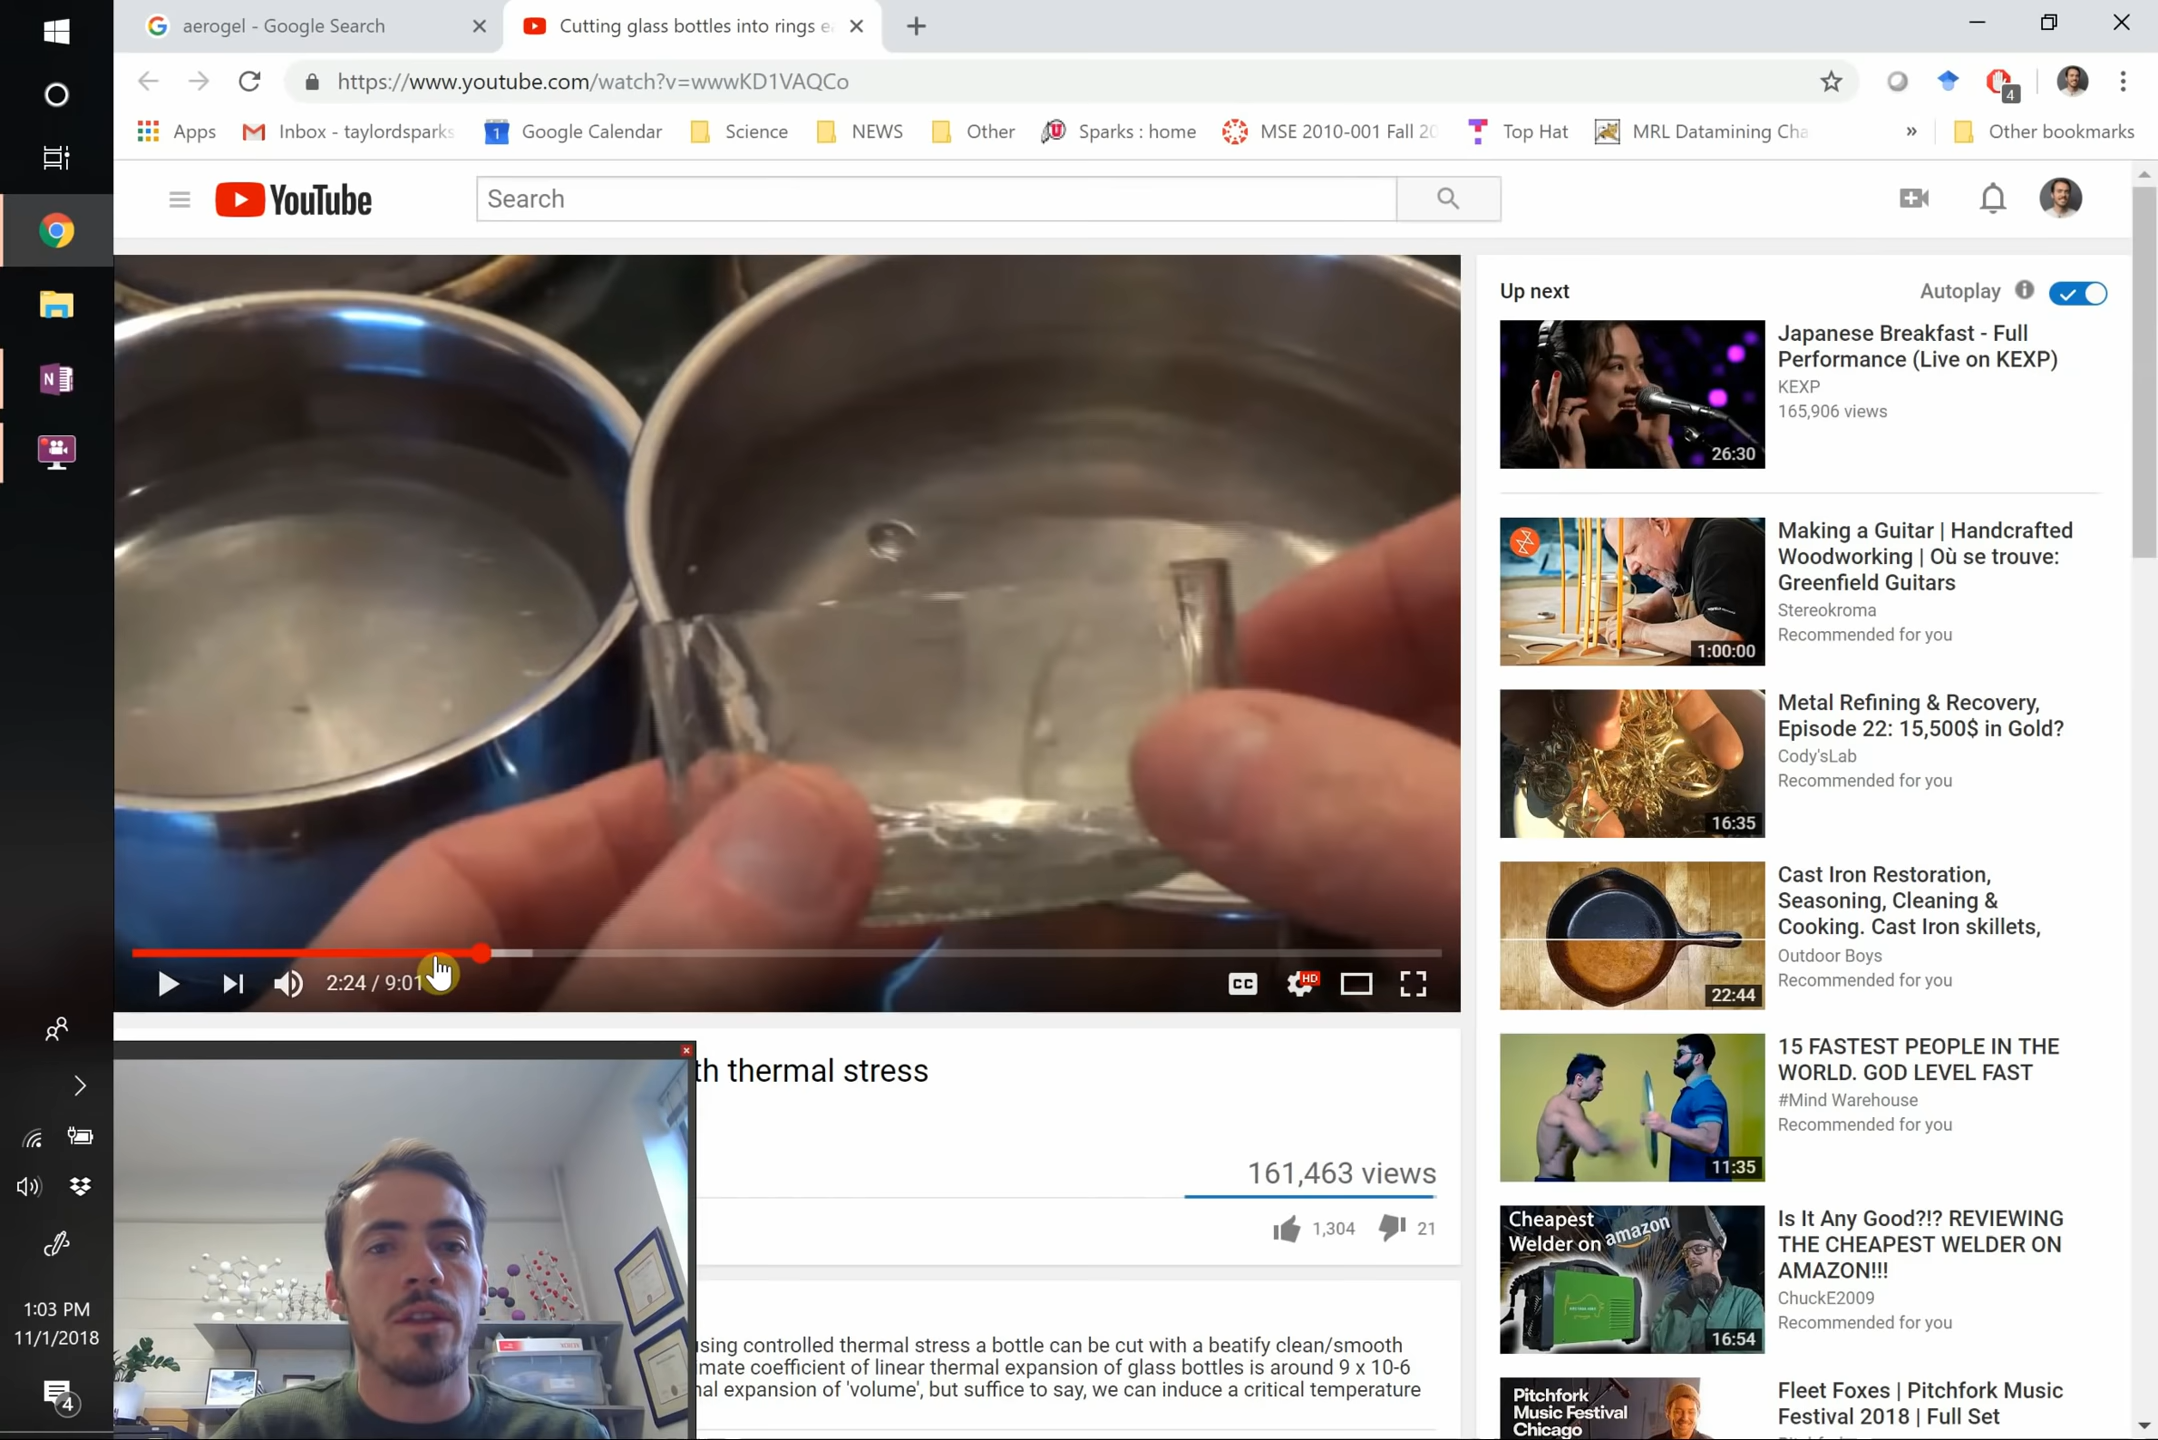 aerogel - Google Search
Cutting glass bottles into rings ea
https://www.youtube.com/watch?v=wwwKD1VAQCo
4
Apps
Inbox - taylordsparks
1
Google Calendar
Science
NEWS
Other
Sparks : home
MSE 2010-001 Fall 20
Top Hat
MRL Datamining Cha
»
Other bookmarks
YouTube
Search
Up next
Autoplay
Japanese Breakfast - Full
Performance (Live on KEXP)
KEXP
165,906 views
26:30
Making a Guitar | Handcrafted
Woodworking | Où se trouve:
Greenfield Guitars
Stereokroma
Recommended for you
1:00:00
Metal Refining & Recovery,
Episode 22: 15,500$ in Gold?
Cody'sLab
Recommended for you
16:35
Cast Iron Restoration,
Seasoning, Cleaning &
Cooking. Cast Iron skillets,
Outdoor Boys
Recommended for you
22:44
15 FASTEST PEOPLE IN THE
WORLD. GOD LEVEL FAST
#Mind Warehouse
Recommended for you
11:35
Cheapest
Welder on amazon
Is It Any Good?!? REVIEWING
THE CHEAPEST WELDER ON
AMAZON!!!
ChuckE2009
Recommended for you
16:54
Pitchfork
Music Festival
Chicago
Fleet Foxes | Pitchfork Music
Festival 2018 | Full Set
2:24 / 9:01
CC
HD
th thermal stress
161,463 views
1,304
21
sing controlled thermal stress a bottle can be cut with a beatify clean/smooth
mate coefficient of linear thermal expansion of glass bottles is around 9 x 10-6
nal expansion of 'volume', but suffice to say, we can induce a critical temperature
N
1:03 PM
11/1/2018
4